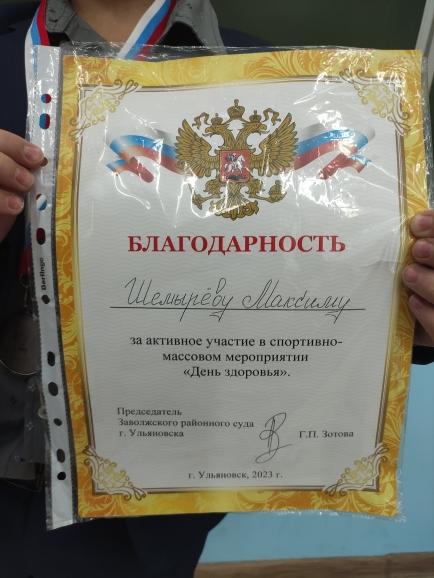 БЛАГОДАРНОСТЬ
Шемырёву Максиму
за активное участие в спортивно-
массовом мероприятии
«День здоровья».
Председатель
Заволжского районного суда
г. Ульяновска
Г.П. Зотова
г. Ульяновск, 2023 г.
Berlingo